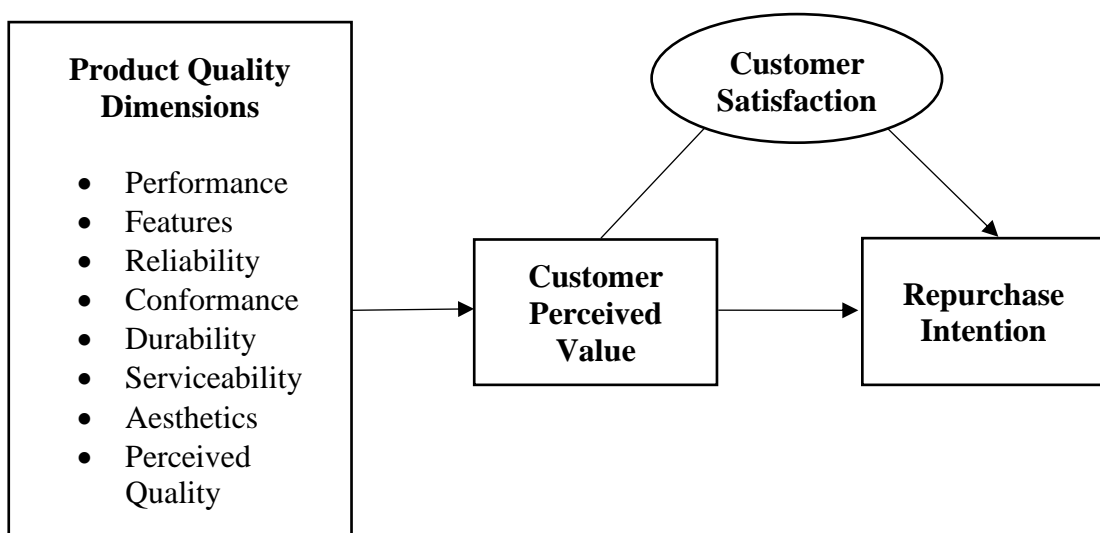 Product Quality
Dimensions
• Performance
• Features
• Reliability
• Conformance
• Durability
• Serviceability
• Aesthetics
• Perceived
Quality
Customer
Satisfaction
Customer
Perceived
Value
Repurchase
Intention